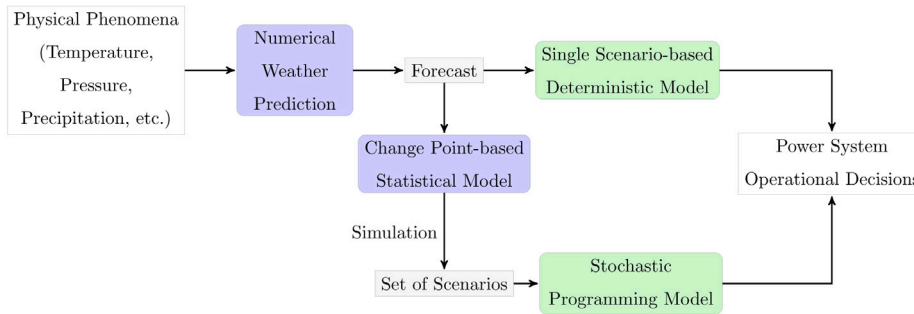 Physical Phenomena
(Temperature,
Pressure,
Precipitation, etc.)
Numerical
Weather
Prediction
Forecast
Single Scenario-based
Deterministic Model
Change Point-based
Statistical Model
Simulation
Set of Scenarios
Stochastic
Programming Model
Power System
Operational Decisions